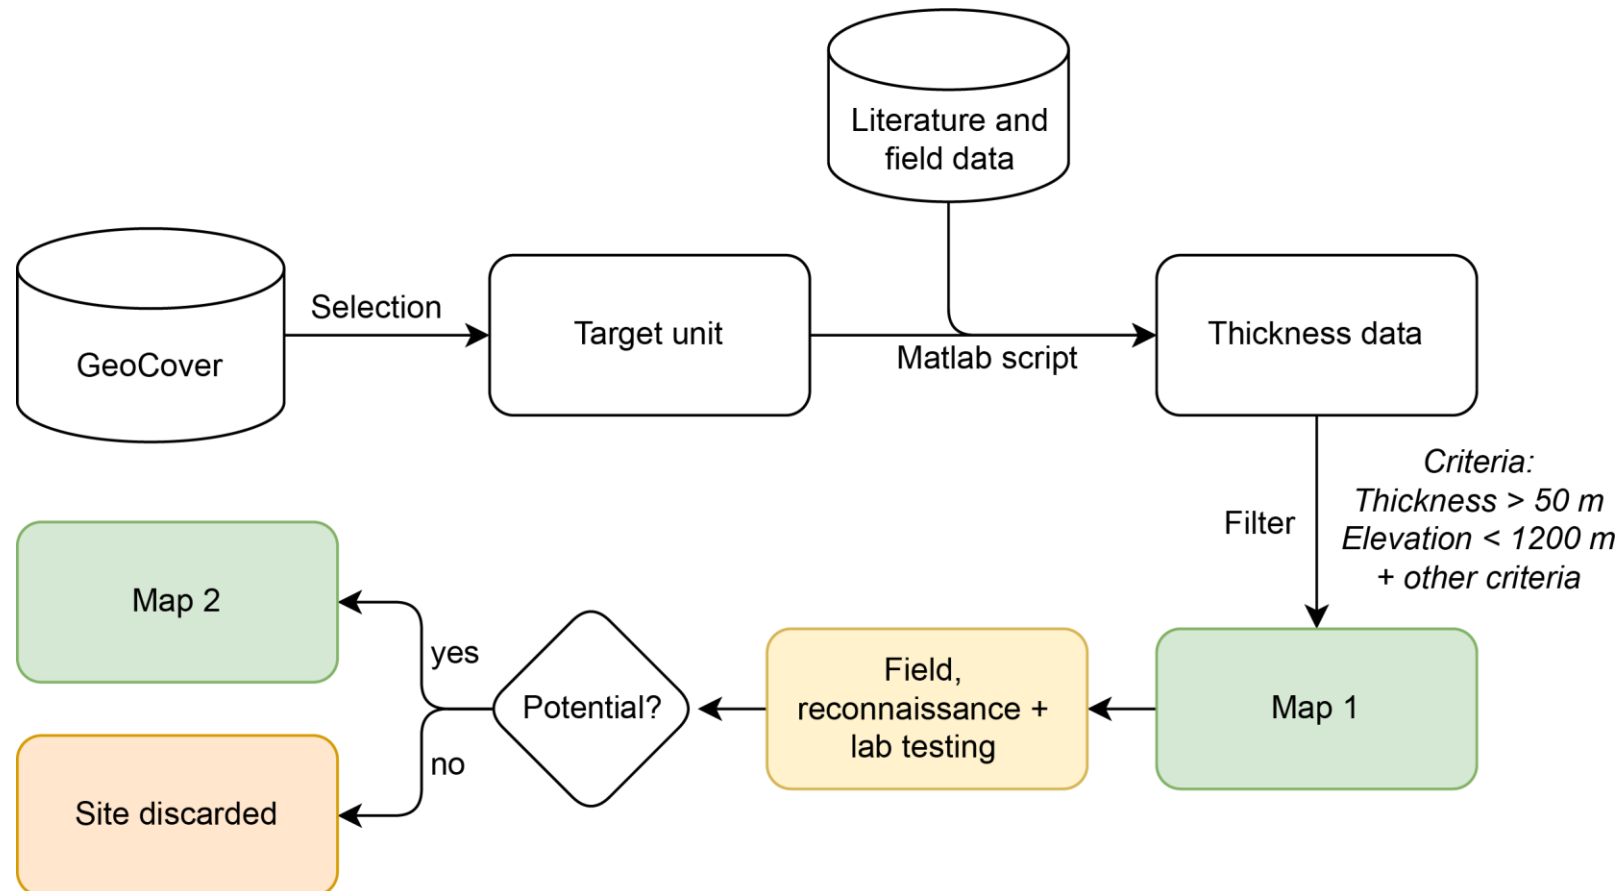 Literature and
field data
GeoCover
Selection
Target unit
Matlab script
Thickness data
Filter
Criteria:
Thickness > 50 m
Elevation < 1200 m
+ other criteria
Map 1
Field,
reconnaissance +
lab testing
Potential?
yes
no
Map 2
Site discarded